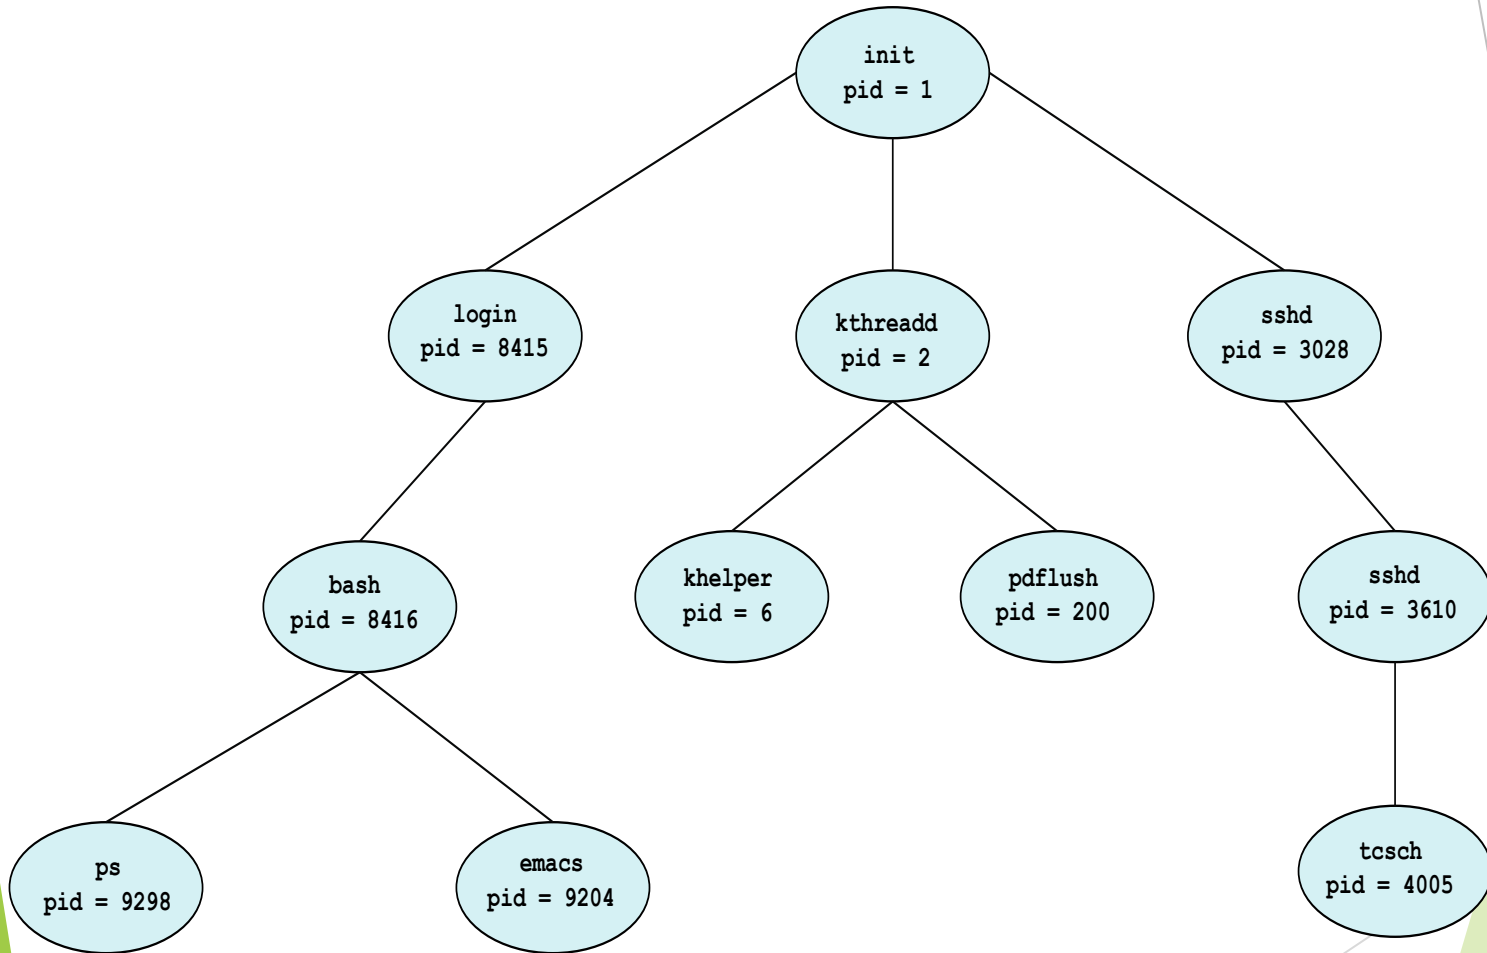 init
pid = 1
login
pid = 8415
kthreadd
pid = 2
sshd
pid = 3028
bash
pid = 8416
khelper
pid = 6
pdflush
pid = 200
sshd
pid = 3610
ps
pid = 9298
emacs
pid = 9204
tcsch
pid = 4005